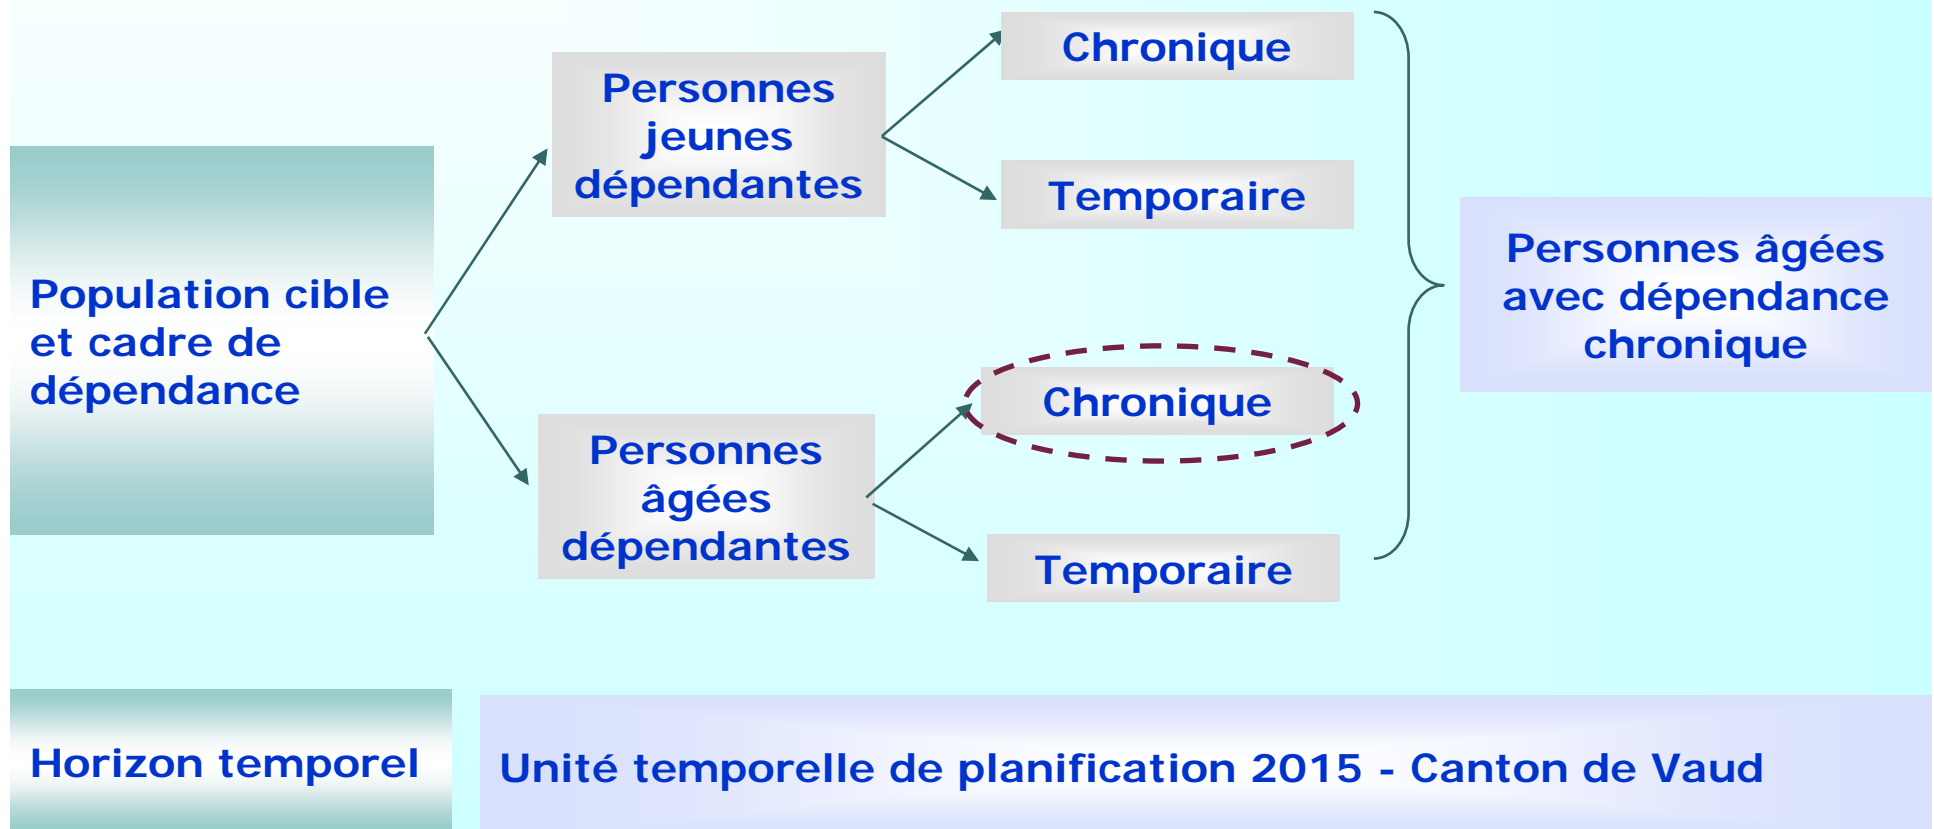 Population cible
et cadre de
dépendance
Personnes
jeunes
dépendantes
Chronique
Temporaire
Personnes
âgées
dépendantes
Chronique
Temporaire
Personnes âgées
avec dépendance
chronique
Horizon temporel
Unité temporelle de planification 2015 - Canton de Vaud